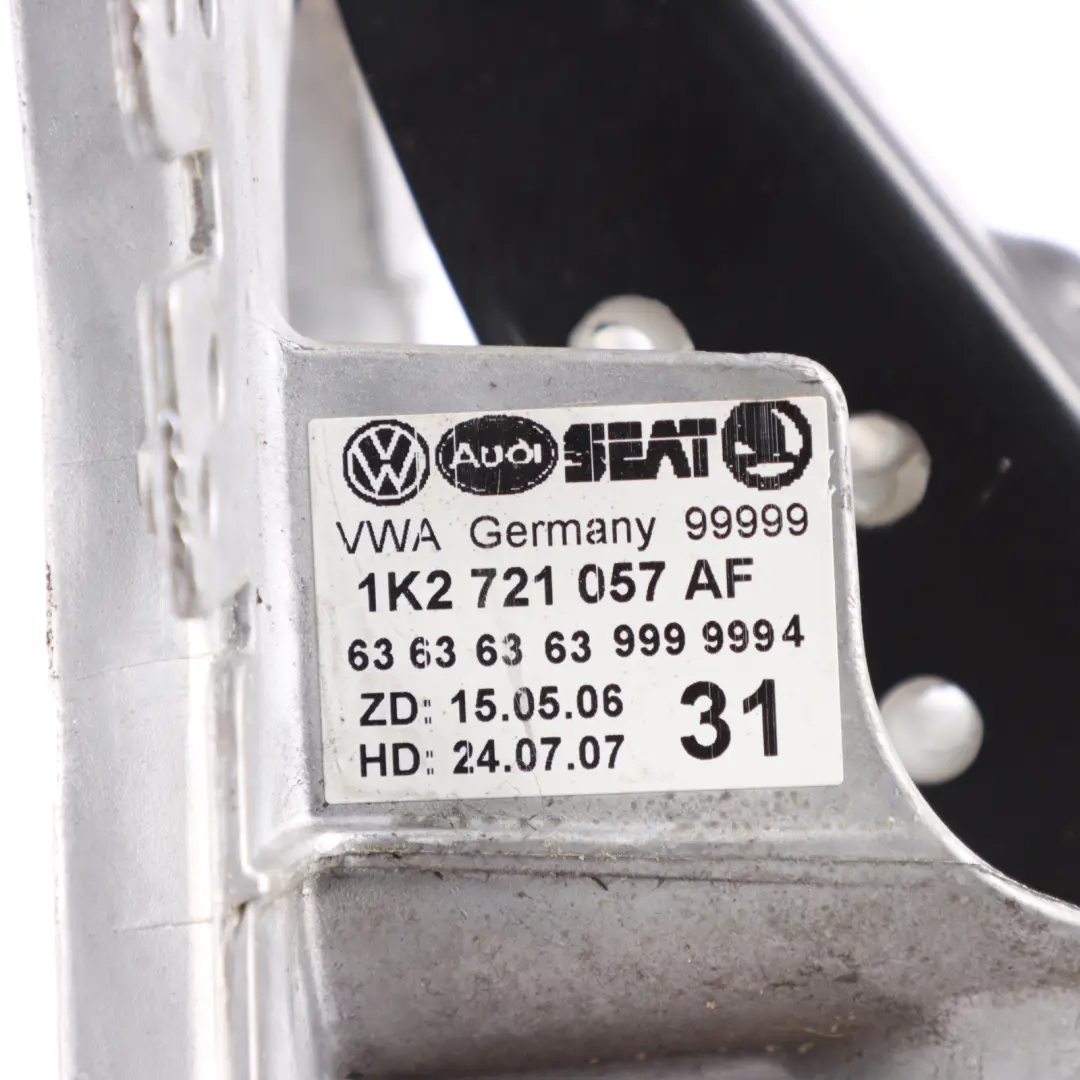 VW Audi SEAT
VWA Germany 99999
1K2 721 057 AF
63 63 63 63 999 9994
ZD: 15.05.06
HD: 24.07.07
31